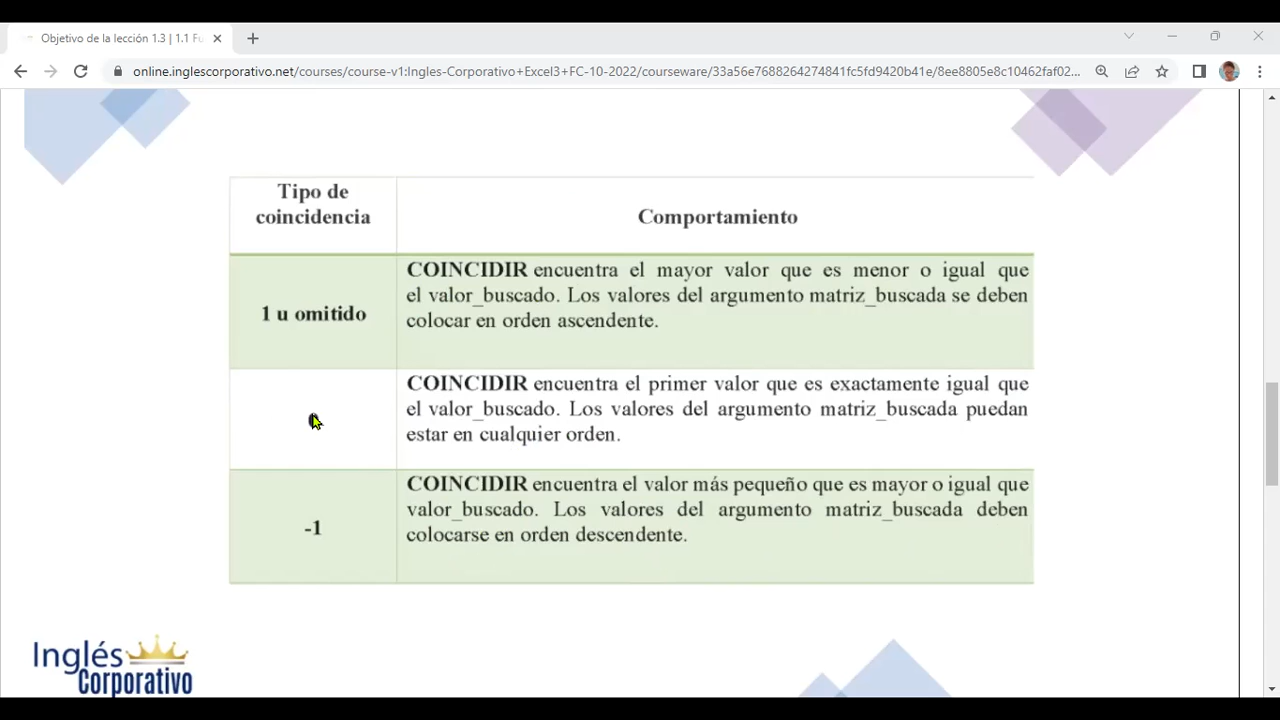 Objetivo de la lección 1.3 | 1.1 Fu
online.inglescorporativo.net/courses/course-v1:Ingles-Corporativo+Excel3+FC-10-2022/courseware/33a56e7688264274841fc5fd9420b41e/8ee8805e8c10462faf02...
Tipo de
coincidencia
Comportamiento
1 u omitido
COINCIDIR encuentra el mayor valor que es menor o igual que
el valor_buscado. Los valores del argumento matriz_buscada se deben
colocar en orden ascendente.
COINCIDIR encuentra el primer valor que es exactamente igual que
el valor_buscado. Los valores del argumento matriz_buscada puedan
estar en cualquier orden.
-1
COINCIDIR encuentra el valor más pequeño que es mayor o igual que
valor_buscado. Los valores del argumento matriz_buscada deben
colocarse en orden descendente.
Inglés
Corporativo